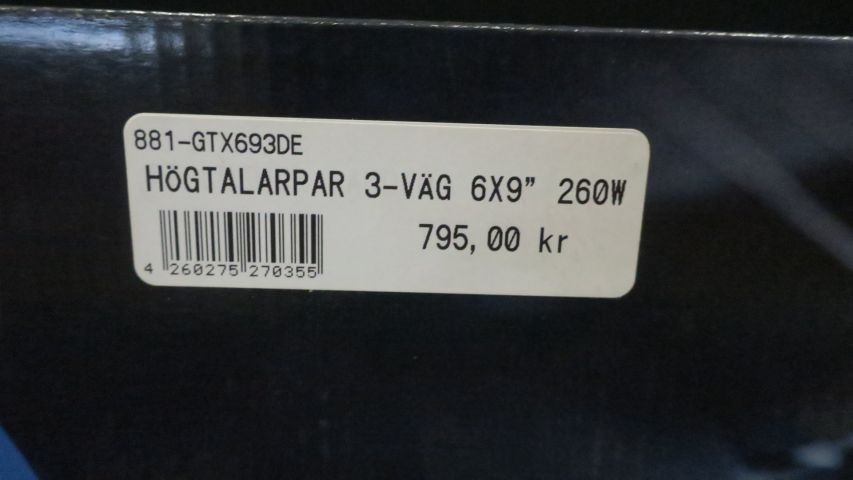 881-GTX693DE
HÖGTALARPAR 3-VÄG 6X9" 260W
795,00 kr
4 260275 270355